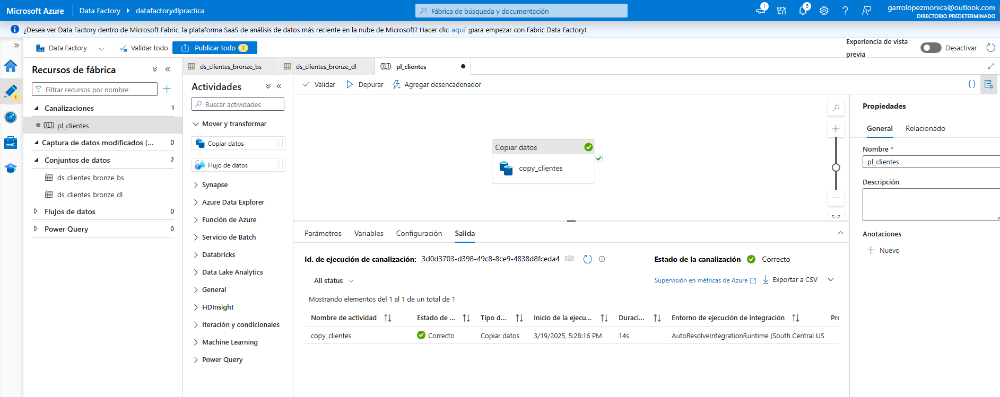 Microsoft Azure
Data Factory
datafactorydlpractica
Fábrica de búsqueda y documentación
1
6
garrolopezmonica@outlook.com
DIRECTORIO PREDETERMINADO
¿Desea ver Data Factory dentro de Microsoft Fabric, la plataforma SaaS de análisis de datos más reciente en la nube de Microsoft? Hacer clic aquí ¡para empezar con Fabric Data Factory!
Data Factory
Validar todo
Publicar todo 1
Experiencia de vista previa
Desactivar
1
Recursos de fábrica
Filtrar recursos por nombre
Canalizaciones 1
pl_clientes
Captura de datos modificados (... 0
Conjuntos de datos 2
ds_clientes_bronze_bs
ds_clientes_bronze_dl
Flujos de datos 0
Power Query 0
ds_clientes_bronze_bs
ds_clientes_bronze_dl
pl_clientes
Actividades
Buscar actividades
Mover y transformar
Copiar datos
Flujo de datos
Synapse
Azure Data Explorer
Función de Azure
Servicio de Batch
Databricks
Data Lake Analytics
General
HDInsight
Iteración y condicionales
Machine Learning
Power Query
Validar
Depurar
Agregar desencadenador
{}
Copiar datos
copy_clientes
Parámetros
Variables
Configuración
Salida
Id. de ejecución de canalización: 3d0d3703-d398-49c8-8ce9-4838d8fceda4 [@]
Estado de la canalización Correcto
All status
Supervisión en métricas de Azure
Exportar a CSV
Mostrando elementos del 1 al 1 de un total de 1
Nombre de actividad Estado de ... Tipo d... Inicio de la ejecu... Duraci... Entorno de ejecución de integración Pro
copy_clientes Correcto Copiar datos 3/19/2025, 5:28:16 PM 14s AutoResolveIntegrationRuntime (South Central US
Propiedades
General
Relacionado
Nombre *
pl_clientes
Descripción
Anotaciones
Nuevo